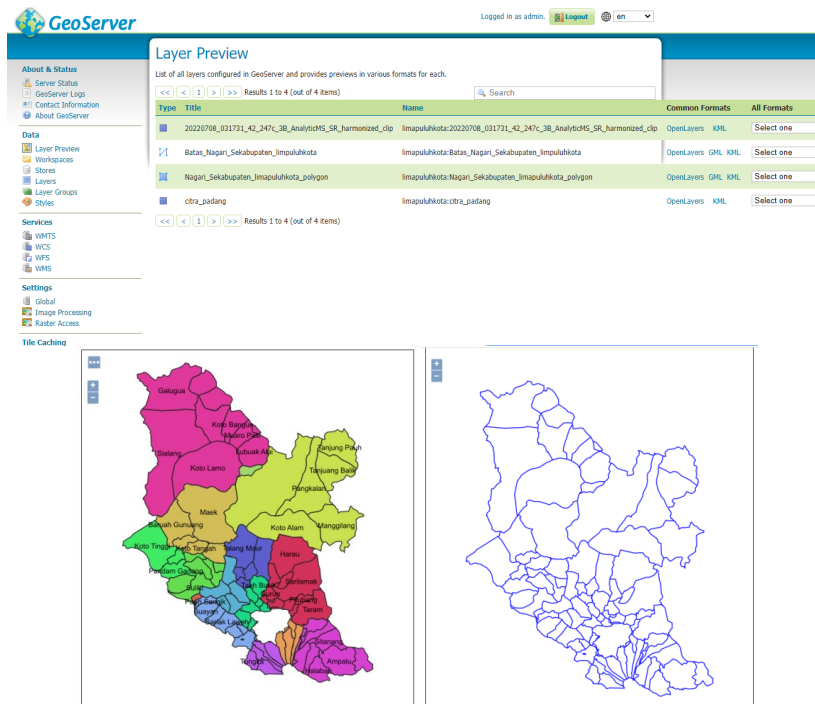 GeoServer
Logged in as admin. Logout en
About & Status
Server Status
GeoServer Logs
Contact Information
About GeoServer
Data
Layer Preview
Workspaces
Stores
Layers
Layer Groups
Styles
Services
WMTS
WCS
WFS
WMS
Settings
Global
Image Processing
Raster Access
Tile Caching
Layer Preview
List of all layers configured in GeoServer and provides previews in various formats for each.
<< < 1 > >> Results 1 to 4 (out of 4 items) Search
Type Title Name Common Formats All Formats
20220708_031731_42_247c_3B_AnalyticMS_SR_harmonized_clip limapuluhkota:20220708_031731_42_247c_3B_AnalyticMS_SR_harmonized_clip OpenLayers KML Select one
Batas_Nagari_Sekabupaten_limpuluhkota limapuluhkota:Batas_Nagari_Sekabupaten_limpuluhkota OpenLayers GML KML Select one
Nagari_Sekabupaten_limapuluhkota_polygon limapuluhkota:Nagari_Sekabupaten_limapuluhkota_polygon OpenLayers GML KML Select one
citra_padang limapuluhkota:citra_padang OpenLayers KML Select one
<< < 1 > >> Results 1 to 4 (out of 4 items)
+
−
Galugua
Koto Bangun
Muaro Paiti
Sialang
Lubuak Alai
Tanjung Pauh
Koto Lamo
Tanjuang Balik
Pangkalan
Maek
Baruah Gunuang
Koto Alam
Manggilang
Koto Tinggi
Koto Tangah
Talang Maur
Harau
Pandam Gadang
Suliki
Sarilamak
Taram
Suayan
Sitanang
Tungka
Ampalu
Halaban
+
−